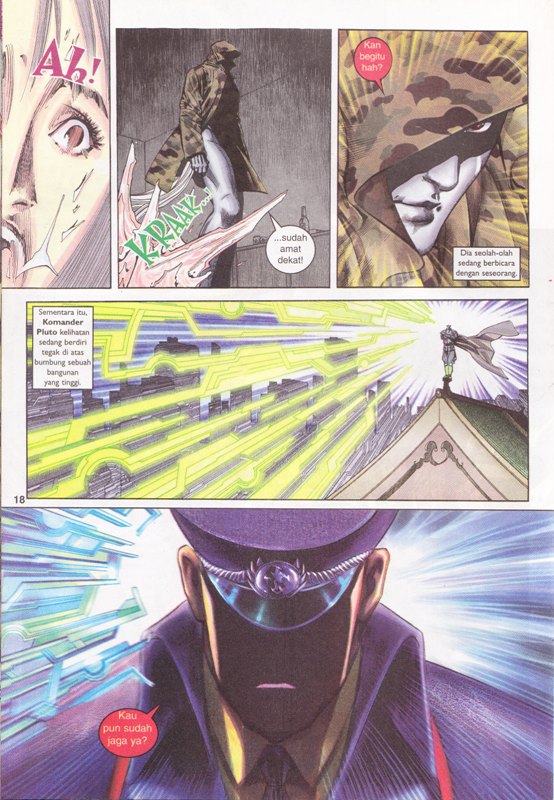 Ah!
KRAAK...!
...sudah
amat
dekat!
Kan
begitu
hah?
Dia seolah-olah
sedang berbicara
dengan seseorang.
Sementara itu,
Komander
Pluto kelihatan
sedang berdiri
tegak di atas
bumbung sebuah
bangunan
yang tinggi.
18
Kau
pun sudah
jaga ya?